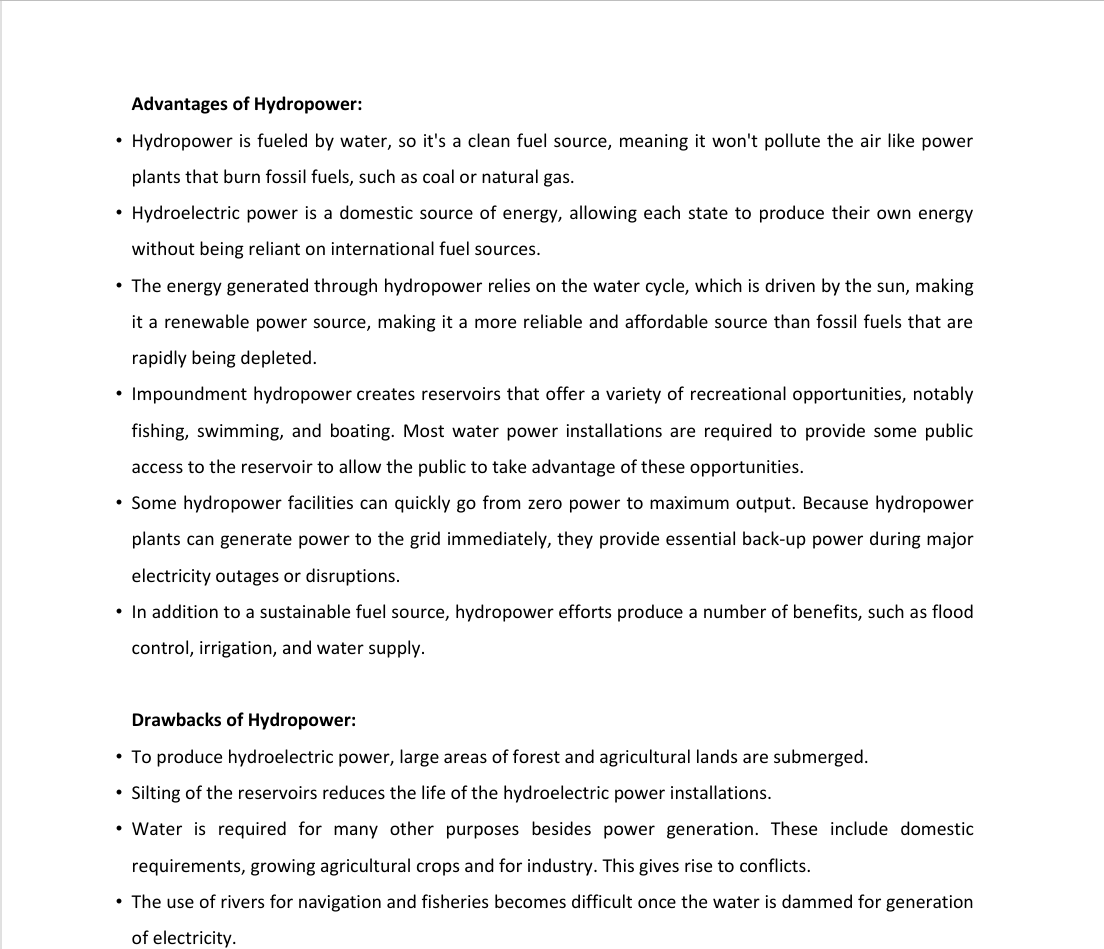 Advantages of Hydropower:
• Hydropower is fueled by water, so it's a clean fuel source, meaning it won't pollute the air like power
plants that burn fossil fuels, such as coal or natural gas.
• Hydroelectric power is a domestic source of energy, allowing each state to produce their own energy
without being reliant on international fuel sources.
• The energy generated through hydropower relies on the water cycle, which is driven by the sun, making
it a renewable power source, making it a more reliable and affordable source than fossil fuels that are
rapidly being depleted.
• Impoundment hydropower creates reservoirs that offer a variety of recreational opportunities, notably
fishing, swimming, and boating. Most water power installations are required to provide some public
access to the reservoir to allow the public to take advantage of these opportunities.
• Some hydropower facilities can quickly go from zero power to maximum output. Because hydropower
plants can generate power to the grid immediately, they provide essential back-up power during major
electricity outages or disruptions.
• In addition to a sustainable fuel source, hydropower efforts produce a number of benefits, such as flood
control, irrigation, and water supply.
Drawbacks of Hydropower:
• To produce hydroelectric power, large areas of forest and agricultural lands are submerged.
• Silting of the reservoirs reduces the life of the hydroelectric power installations.
• Water is required for many other purposes besides power generation. These include domestic
requirements, growing agricultural crops and for industry. This gives rise to conflicts.
• The use of rivers for navigation and fisheries becomes difficult once the water is dammed for generation
of electricity.